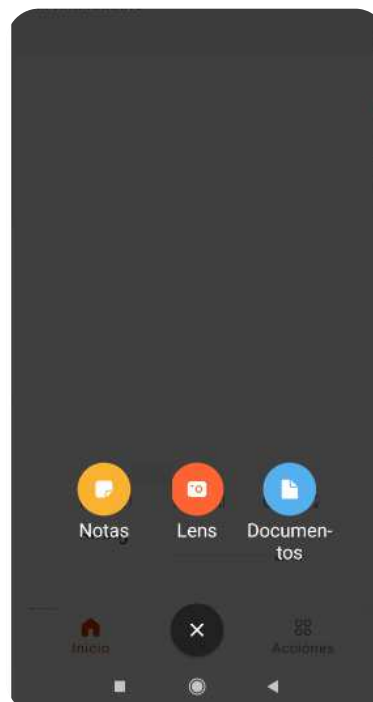 Notas
Lens
Documen-
tos
Inicio
Acciones